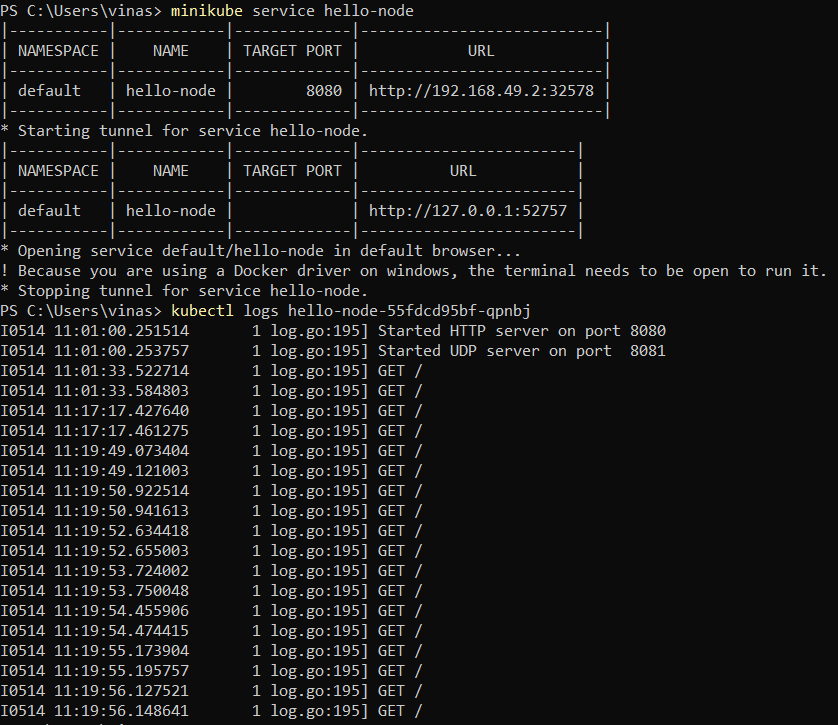 PS C:\Users\vinas> minikube service hello-node
|-----------|------------|-------------|---------------------------|
| NAMESPACE |    NAME    | TARGET PORT |            URL            |
|-----------|------------|-------------|---------------------------|
| default   | hello-node |        8080 | http://192.168.49.2:32578 |
|-----------|------------|-------------|---------------------------|
* Starting tunnel for service hello-node.
|-----------|------------|-------------|------------------------|
| NAMESPACE |    NAME    | TARGET PORT |          URL           |
|-----------|------------|-------------|------------------------|
| default   | hello-node |             | http://127.0.0.1:52757 |
|-----------|------------|-------------|------------------------|
* Opening service default/hello-node in default browser...
! Because you are using a Docker driver on windows, the terminal needs to be open to run it.
* Stopping tunnel for service hello-node.
PS C:\Users\vinas> kubectl logs hello-node-55fdcd95bf-qpnbj
I0514 11:01:00.251514       1 log.go:195] Started HTTP server on port 8080
I0514 11:01:00.253757       1 log.go:195] Started UDP server on port  8081
I0514 11:01:33.522714       1 log.go:195] GET /
I0514 11:01:33.584803       1 log.go:195] GET /
I0514 11:17:17.427640       1 log.go:195] GET /
I0514 11:17:17.461275       1 log.go:195] GET /
I0514 11:19:49.073404       1 log.go:195] GET /
I0514 11:19:49.121003       1 log.go:195] GET /
I0514 11:19:50.922514       1 log.go:195] GET /
I0514 11:19:50.941613       1 log.go:195] GET /
I0514 11:19:52.634418       1 log.go:195] GET /
I0514 11:19:52.655003       1 log.go:195] GET /
I0514 11:19:53.724002       1 log.go:195] GET /
I0514 11:19:53.750048       1 log.go:195] GET /
I0514 11:19:54.455906       1 log.go:195] GET /
I0514 11:19:54.474415       1 log.go:195] GET /
I0514 11:19:55.173904       1 log.go:195] GET /
I0514 11:19:55.195757       1 log.go:195] GET /
I0514 11:19:56.127521       1 log.go:195] GET /
I0514 11:19:56.148641       1 log.go:195] GET /